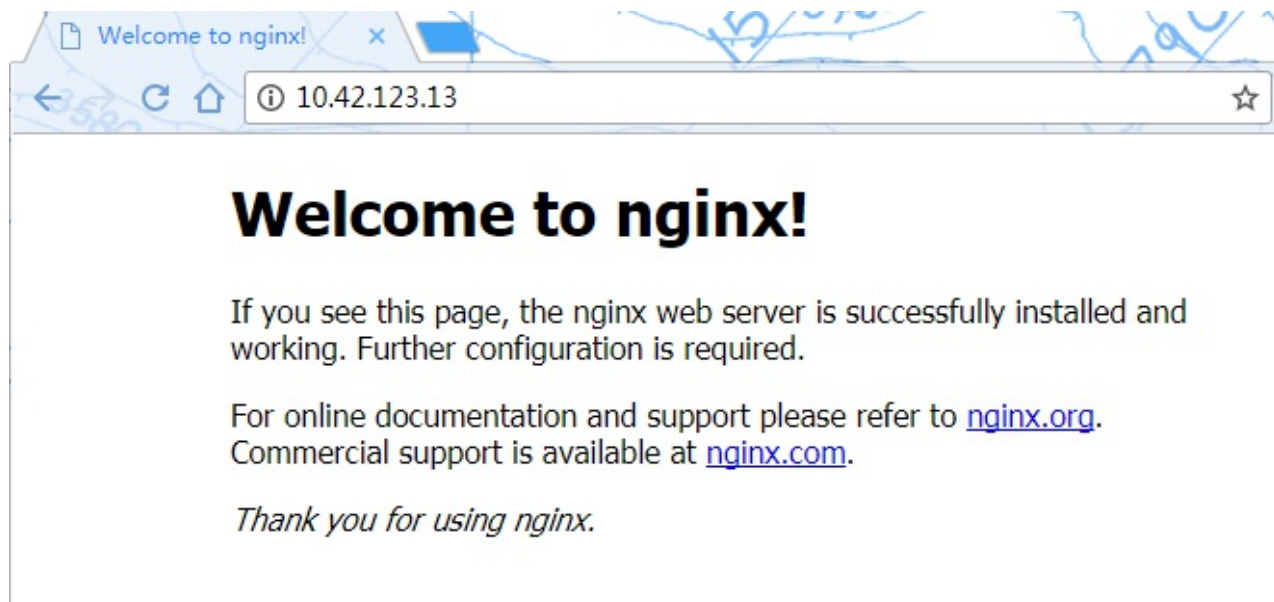 Welcome to nginx!
10.42.123.13
Welcome to nginx!
If you see this page, the nginx web server is successfully installed and
working. Further configuration is required.
For online documentation and support please refer to nginx.org.
Commercial support is available at nginx.com.
Thank you for using nginx.